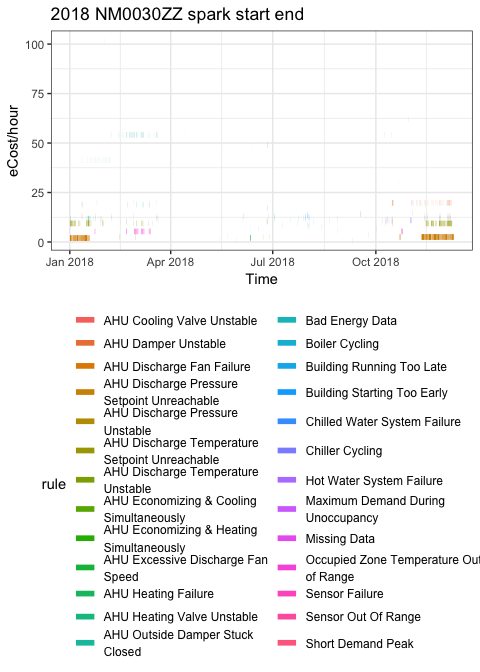 2018 NM0030ZZ spark start end
100
75
50
25
0
eCost/hour
Jan 2018 Apr 2018 Jul 2018 Oct 2018
Time
rule
AHU Cooling Valve Unstable
AHU Damper Unstable
AHU Discharge Fan Failure
AHU Discharge Pressure
Setpoint Unreachable
AHU Discharge Pressure
Unstable
AHU Discharge Temperature
Setpoint Unreachable
AHU Discharge Temperature
Unstable
AHU Economizing & Cooling
Simultaneously
AHU Economizing & Heating
Simultaneously
AHU Excessive Discharge Fan
Speed
AHU Heating Failure
AHU Heating Valve Unstable
AHU Outside Damper Stuck
Closed
Bad Energy Data
Boiler Cycling
Building Running Too Late
Building Starting Too Early
Chilled Water System Failure
Chiller Cycling
Hot Water System Failure
Maximum Demand During
Unoccupancy
Missing Data
Occupied Zone Temperature Out
of Range
Sensor Failure
Sensor Out Of Range
Short Demand Peak